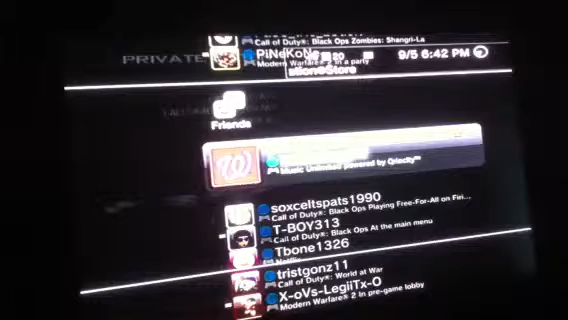 Call of Duty®: Black Ops Zombies: Shangri-La
PRIVATE
PiNeKoNe
9/5 6:42 PM
Modern Warfare® 2 In a party
Store
Friends
Music Unlimited powered by Qriocity™
soxceltspats1990
Call of Duty®: Black Ops Playing Free-For-All on Firi...
T-BOY313
Call of Duty®: Black Ops At the main menu
Tbone1326
Netflix
tristgonz11
Call of Duty®: World at War
X-oVs-LegiiTx-O
Modern Warfare® 2 In pre-game lobby